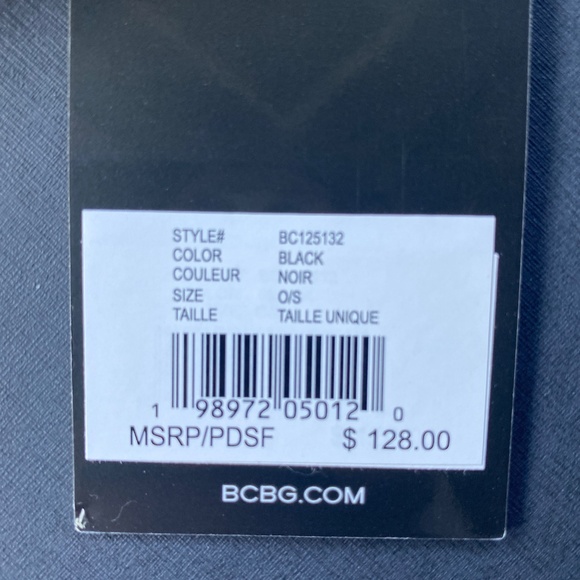 STYLE# BC125132
COLOR BLACK
COULEUR NOIR
SIZE O/S
TAILLE TAILLE UNIQUE
1 98972 05012 0
MSRP/PDSF $ 128.00
BCBG.COM